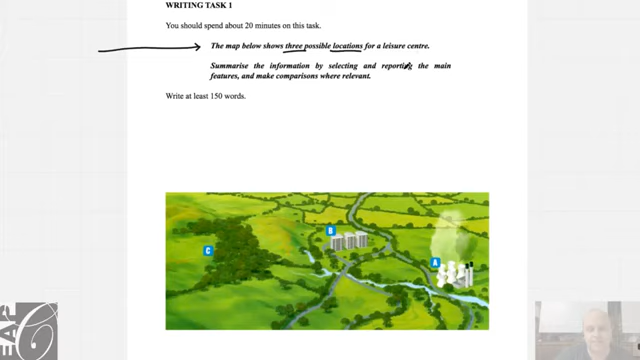 WRITING TASK 1
You should spend about 20 minutes on this task.
The map below shows three possible locations for a leisure centre.
Summarise the information by selecting and reporting the main
features, and make comparisons where relevant.
Write at least 150 words.
B
C
A
EAP